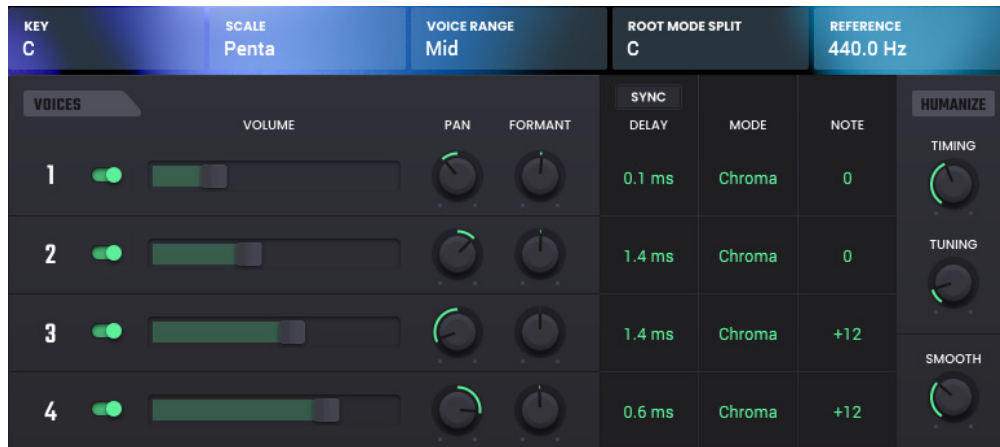 KEY SCALE VOICE RANGE ROOT MODE SPLIT REFERENCE
C Penta Mid C 440.0 Hz
VOICES SYNC HUMANIZE
VOLUME PAN FORMANT DELAY MODE NOTE
TIMING
1 0.1 ms Chroma 0
2 1.4 ms Chroma 0
TUNING
3 1.4 ms Chroma +12
SMOOTH
4 0.6 ms Chroma +12